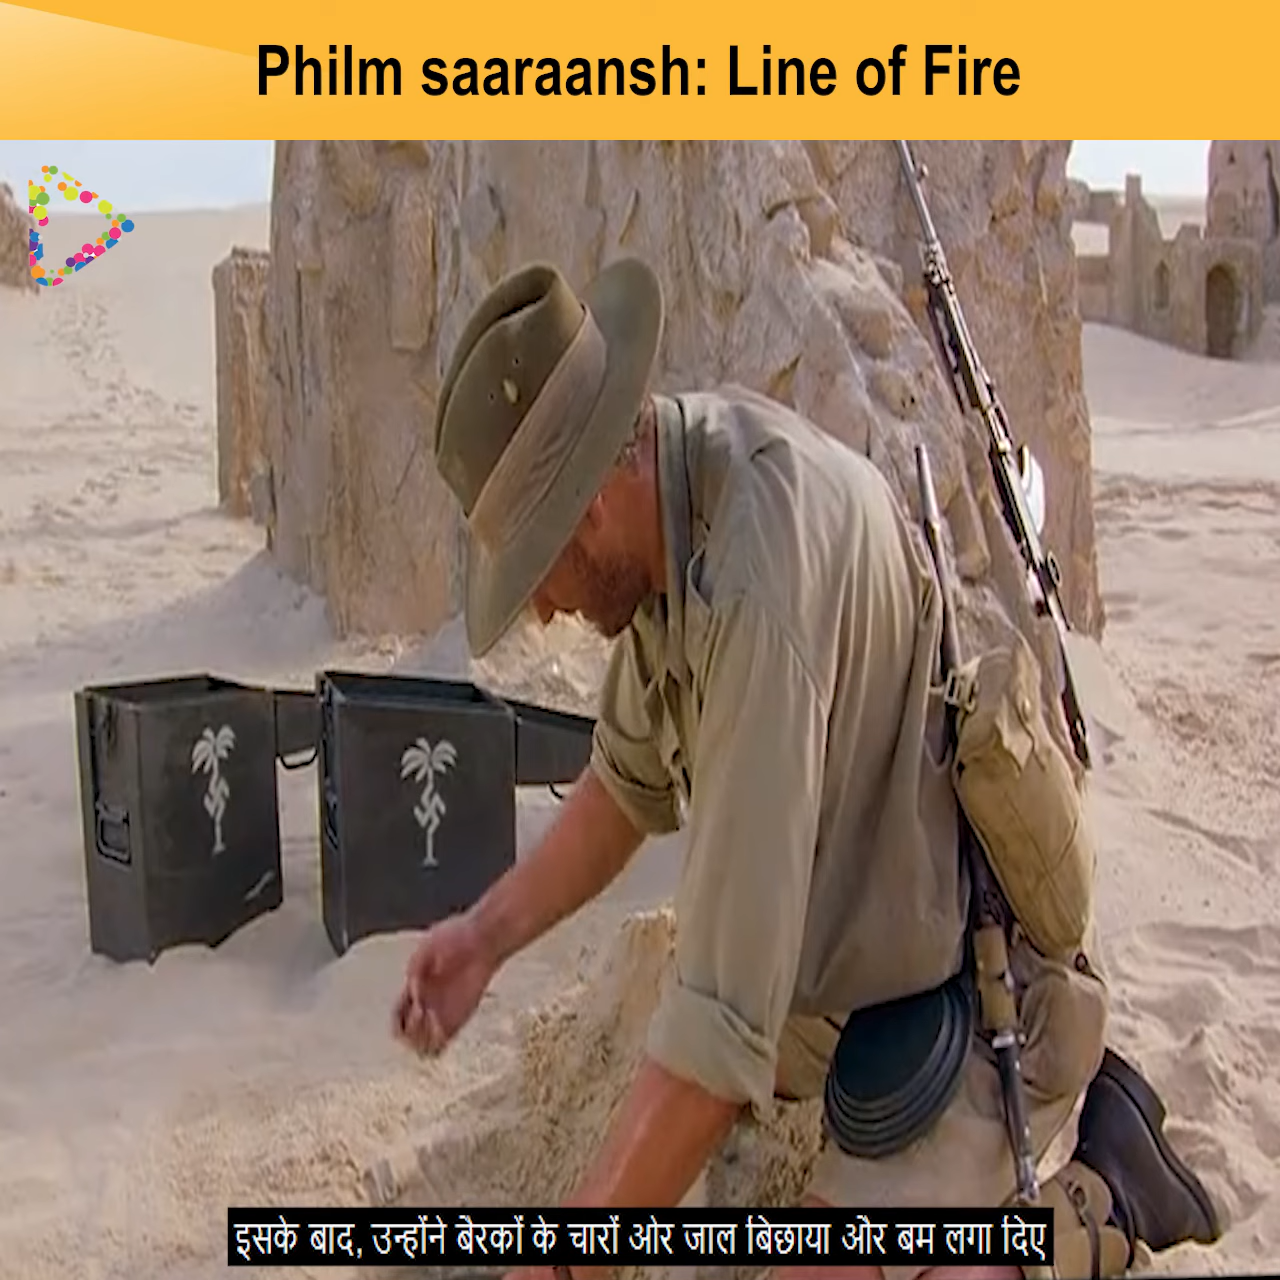 Philm saaraansh: Line of Fire
इसके बाद, उन्होंने बैरकों के चारों ओर जाल बिछाया और बम लगा दिए